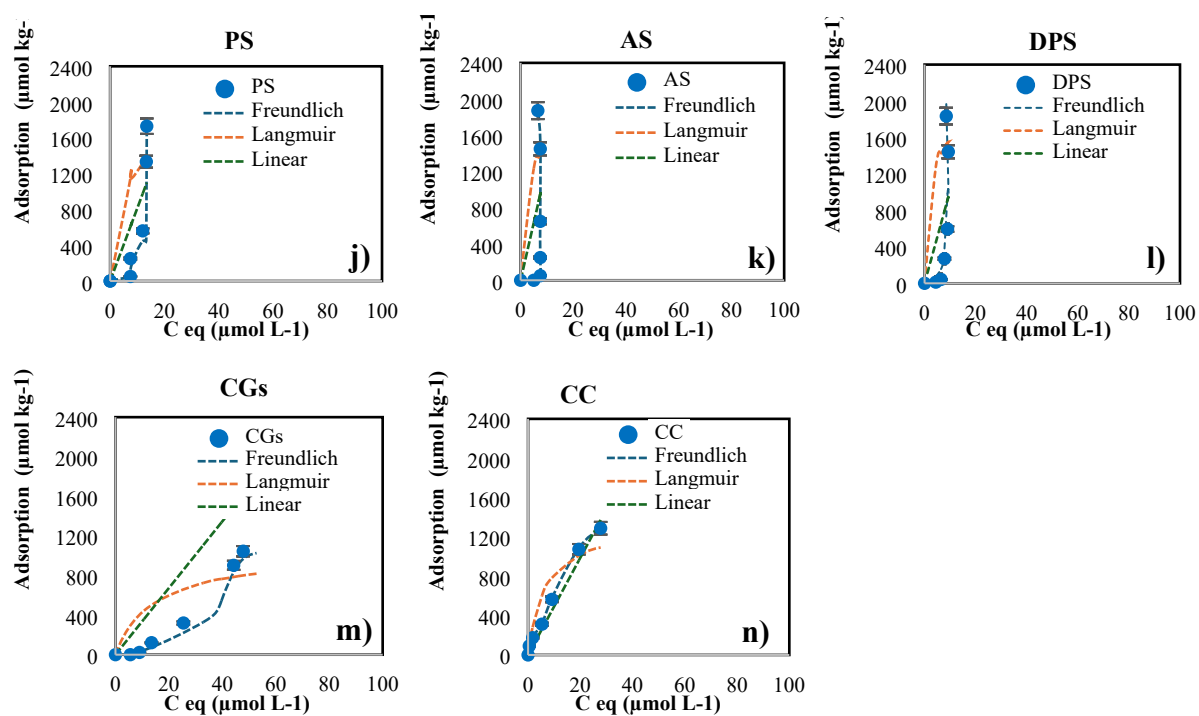 PS
Adsorption (µmol kg-
2400
2000
1600
1200
800
400
0
PS
Freundlich
Langmuir
Linear
j)
0 20 40 60 80 100
C eq (µmol L-1)
AS
Adsorption (µmol kg-1
2400
2000
1600
1200
800
400
0
AS
Freundlich
Langmuir
Linear
k)
0 20 40 60 80 100
C eq (µmol L-1)
DPS
Adsorption (µmol kg-1)
2400
2000
1600
1200
800
400
0
DPS
Freundlich
Langmuir
Linear
l)
0 20 40 60 80 100
C eq (µmol L-1)
CGs
Adsorption (µmol kg-1)
2400
2000
1600
1200
800
400
0
CGs
Freundlich
Langmuir
Linear
m)
0 20 40 60 80 100
C eq (µmol L-1)
CC
Adsorption (µmol kg-1)
2400
2000
1600
1200
800
400
0
CC
Freundlich
Langmuir
Linear
n)
0 20 40 60 80 100
C eq (µmol L-1)